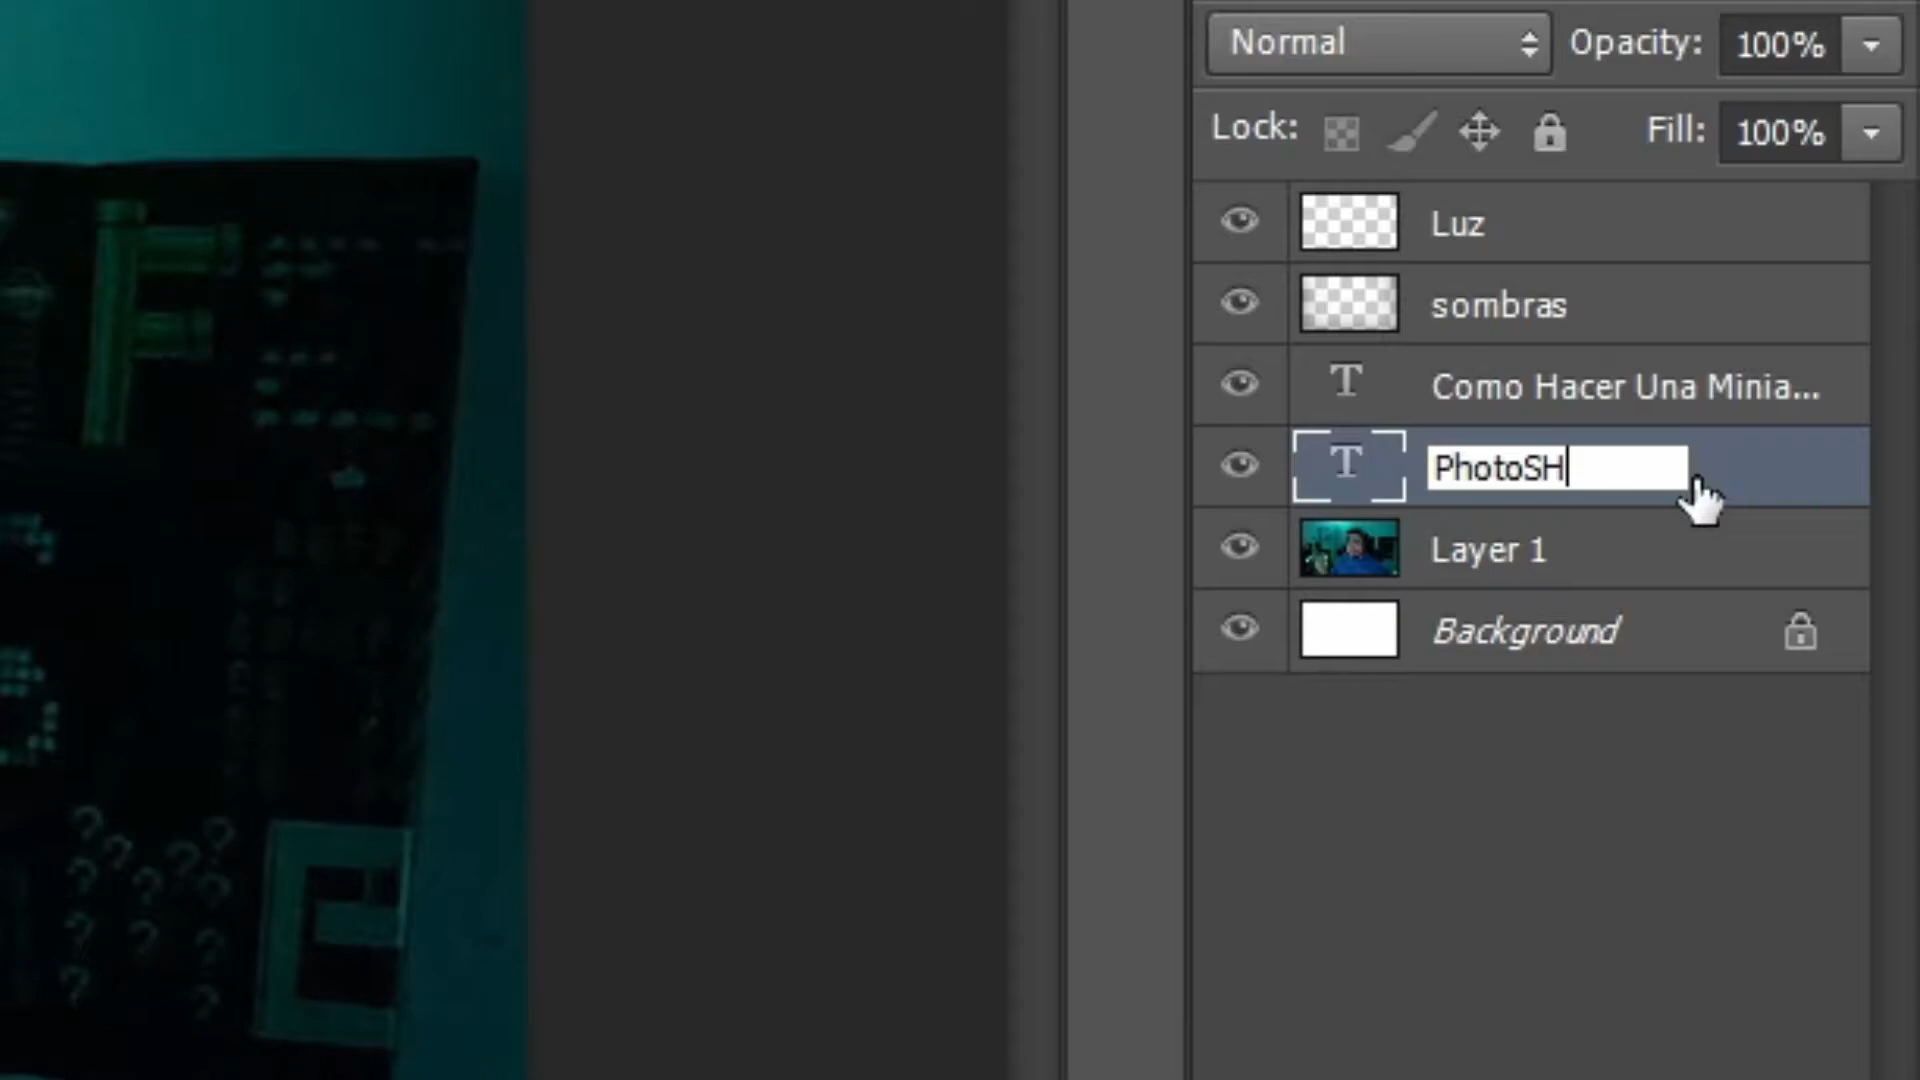 Normal Opacity: 100%
Lock: Fill: 100%
Luz
sombras
T Como Hacer Una Minia...
T PhotoSH
Layer 1
Background
F
? ? ? ? ? ? ? ? ? ? ? ? ?